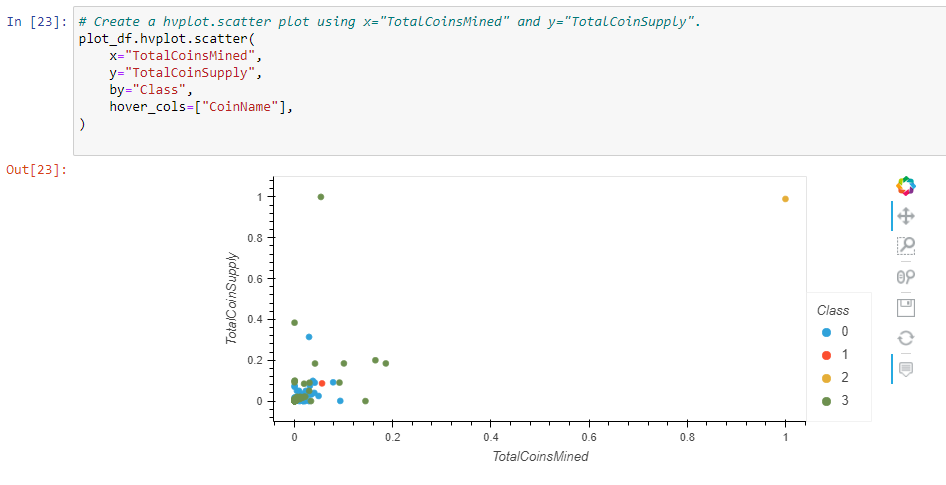 In [23]: # Create a hvplot.scatter plot using x="TotalCoinsMined" and y="TotalCoinSupply".
plot_df.hvplot.scatter(
    x="TotalCoinsMined",
    y="TotalCoinSupply",
    by="Class",
    hover_cols=["CoinName"],
)
Out[23]:
1
0.8
0.6
0.4
0.2
0
TotalCoinSupply
0 0.2 0.4 0.6 0.8 1
TotalCoinsMined
Class
0
1
2
3